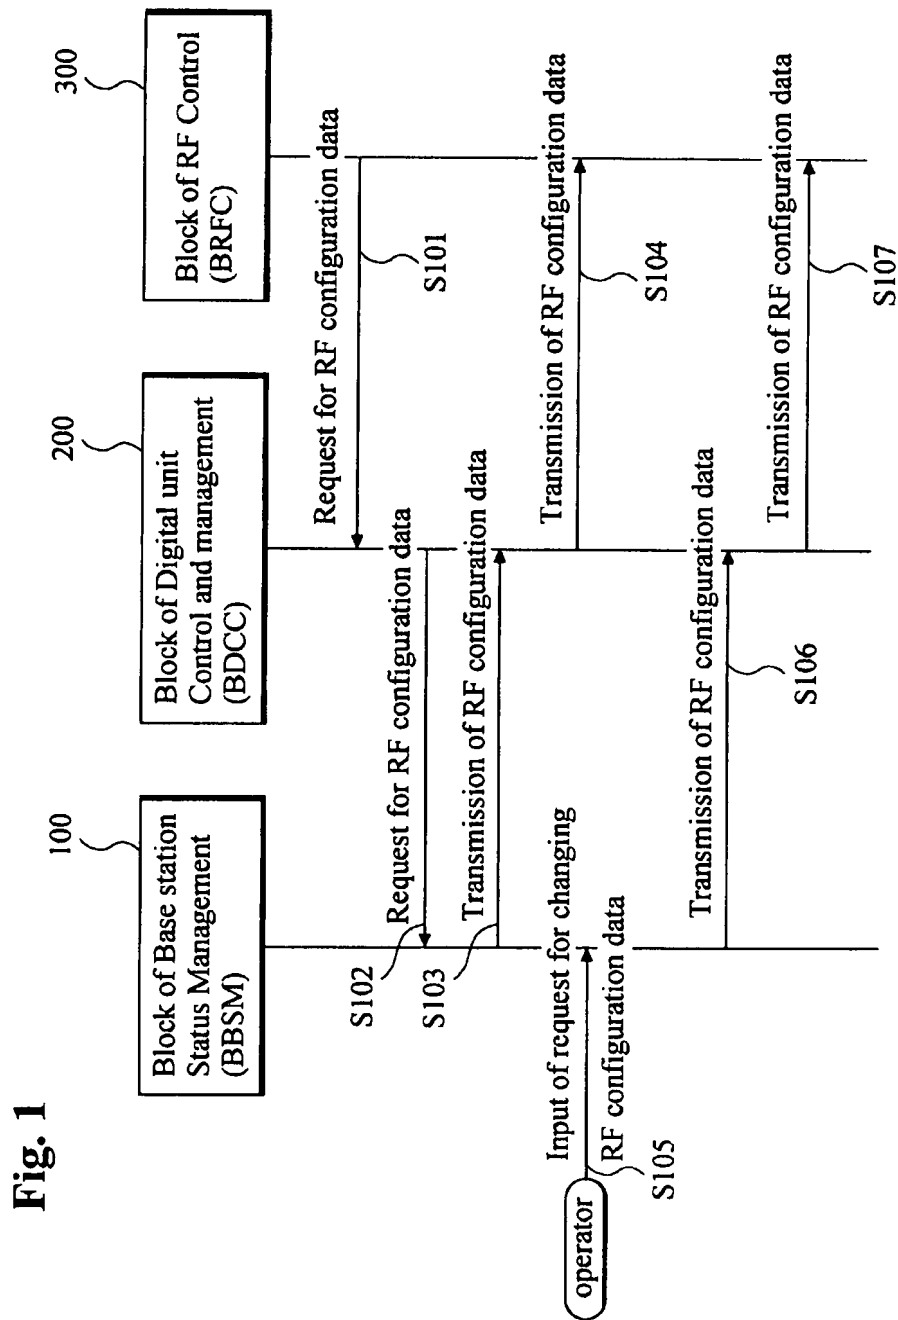 Fig. 1
100
200
300
Block of Base station
Status Management
(BBSM)
Block of Digital unit
Control and management
(BDCC)
Block of RF Control
(BRFC)
Request for RF configuration data
S101
Request for RF configuration data
S102
Transmission of RF configuration data
S103
Transmission of RF configuration data
S104
Input of request for changing
RF configuration data
operator
S105
Transmission of RF configuration data
S106
Transmission of RF configuration data
S107